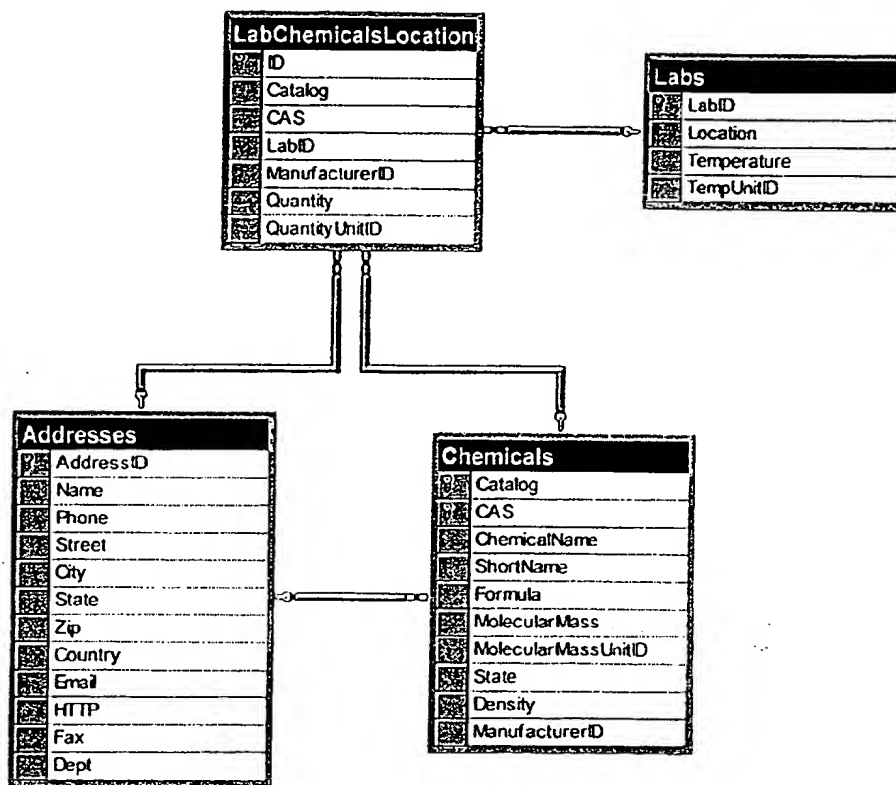 LabChemicalsLocation
ID
Catalog
CAS
LabID
ManufacturerID
Quantity
QuantityUnitID
Labs
LabID
Location
Temperature
TempUnitID
Addresses
AddressID
Name
Phone
Street
City
State
Zip
Country
Email
HTTP
Fax
Dept
Chemicals
Catalog
CAS
ChemicalName
ShortName
Formula
MolecularMass
MolecularMassUnitID
State
Density
ManufacturerID